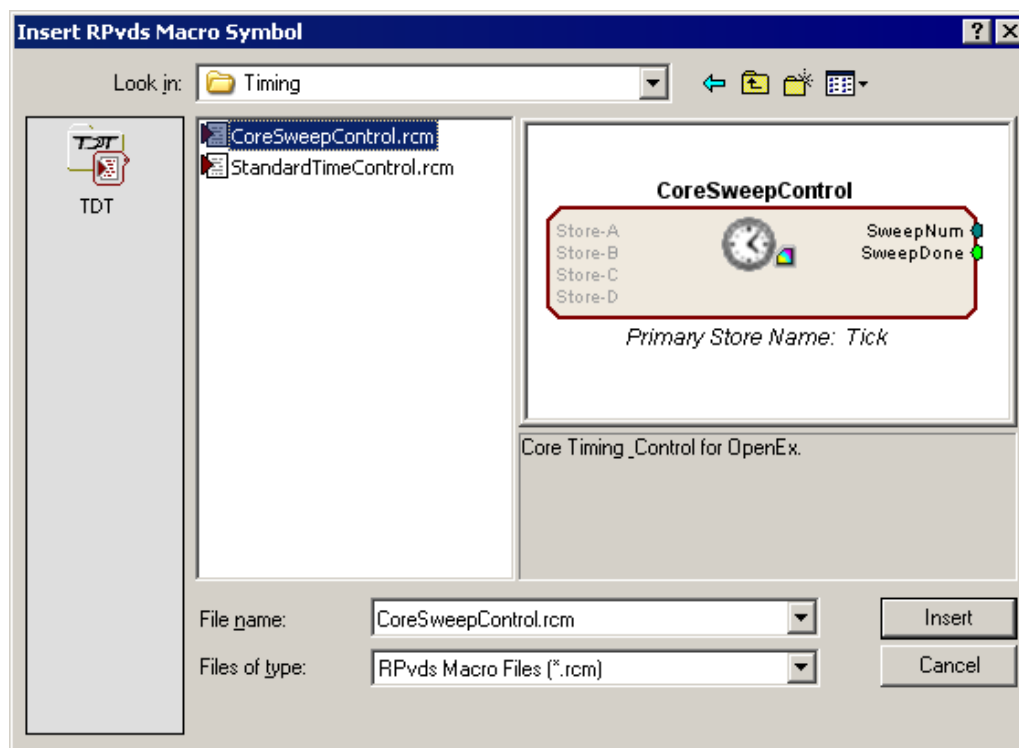 Insert RPvds Macro Symbol
Look in: Timing
TDT
TDT
CoreSweepControl.rcm
StandardTimeControl.rcm
CoreSweepControl
Store-A SweepNum
Store-B SweepDone
Store-C
Store-D
Primary Store Name: Tick
Core Timing_Control for OpenEx.
File name: CoreSweepControl.rcm Insert
Files of type: RPvds Macro Files (*.rcm) Cancel